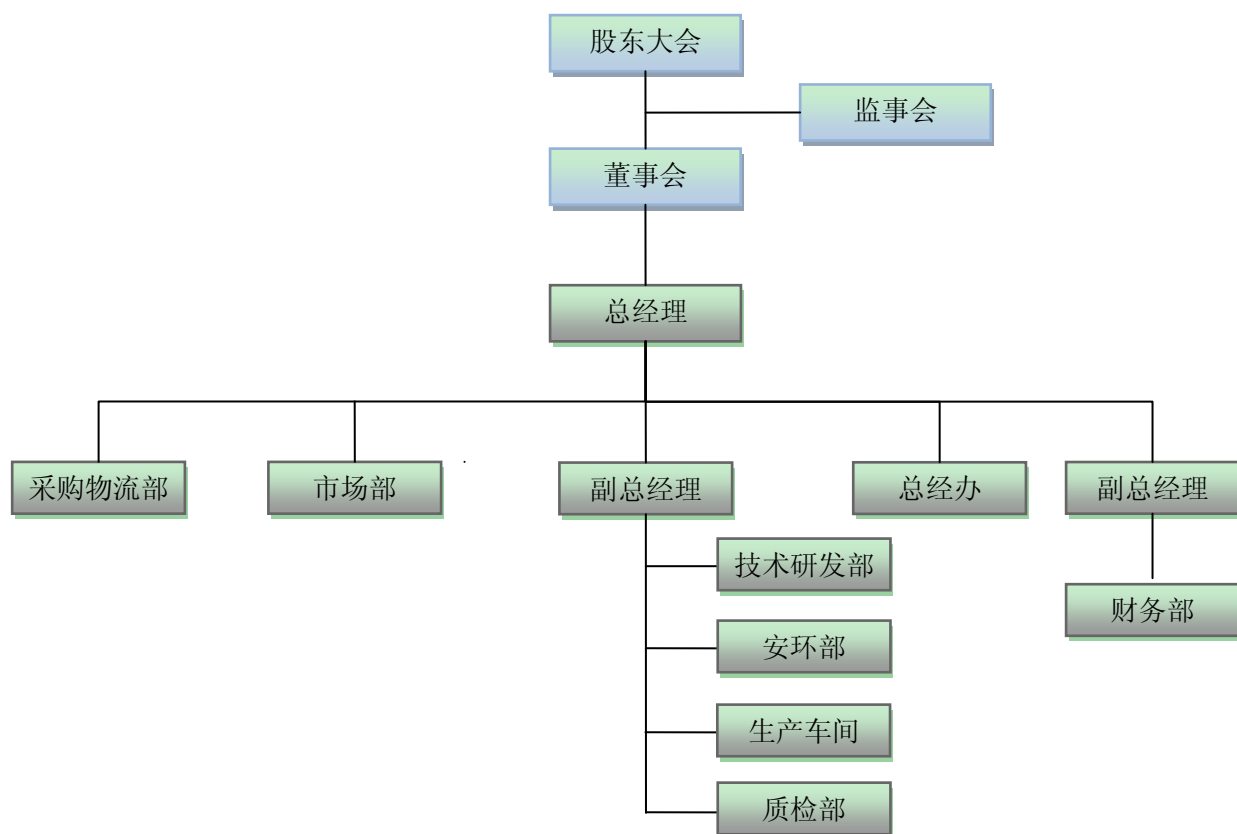 股东大会
监事会
董事会
总经理
采购物流部
市场部
副总经理
总经办
副总经理
技术研发部
财务部
安环部
生产车间
质检部